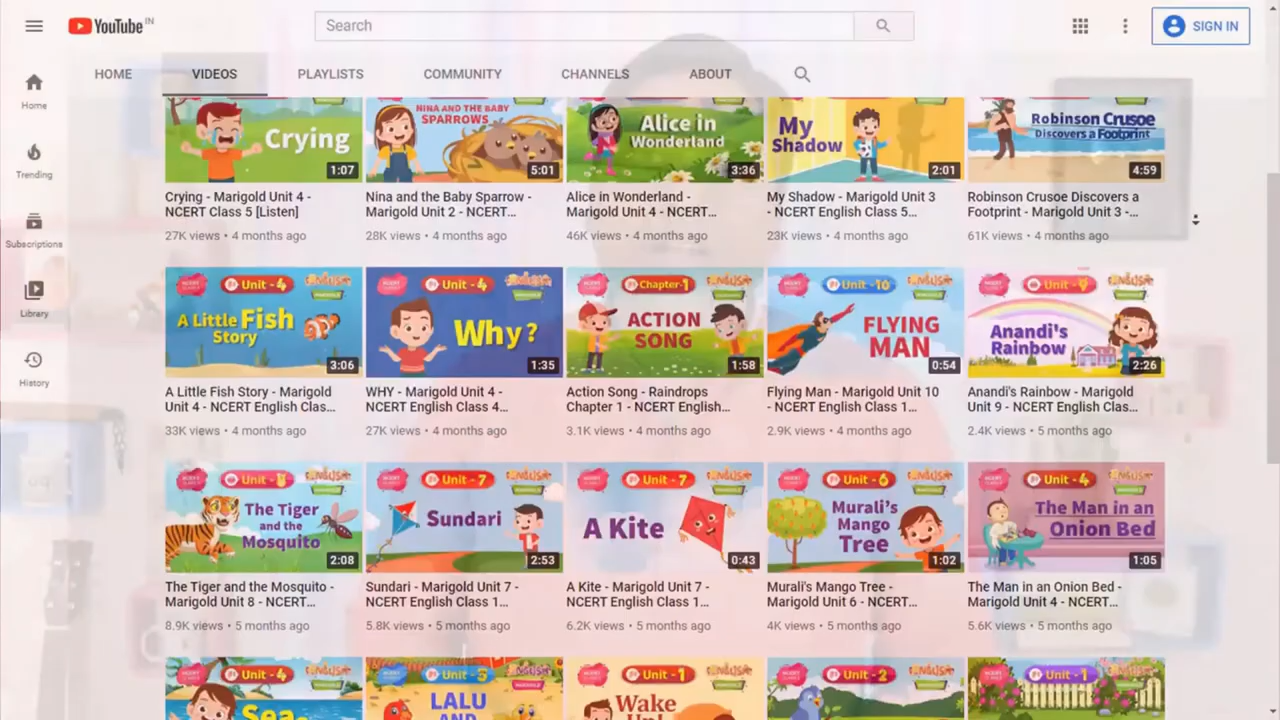 YouTube IN
Search
SIGN IN
HOME
VIDEOS
PLAYLISTS
COMMUNITY
CHANNELS
ABOUT
Home
Trending
Subscriptions
Library
History
Crying
1:07
NINA AND THE BABY
SPARROWS
5:01
Alice in
Wonderland
3:36
My
Shadow
2:01
Robinson Crusoe
Discovers a Footprint
4:59
Crying - Marigold Unit 4 -
NCERT Class 5 [Listen]
27K views • 4 months ago
Nina and the Baby Sparrow -
Marigold Unit 2 - NCERT...
28K views • 4 months ago
Alice in Wonderland -
Marigold Unit 4 - NCERT...
46K views • 4 months ago
My Shadow - Marigold Unit 3
- NCERT English Class 5...
23K views • 4 months ago
Robinson Crusoe Discovers a
Footprint - Marigold Unit 3 -...
61K views • 4 months ago
Unit - 4
A Little Fish
Story
3:06
Unit - 4
Why?
1:35
Chapter-1
ACTION
SONG
1:58
Unit -10
FLYING
MAN
0:54
Unit - 9
Anandi's
Rainbow
2:26
A Little Fish Story - Marigold
Unit 4 - NCERT English Clas...
33K views • 4 months ago
WHY - Marigold Unit 4 -
NCERT English Class 4...
27K views • 4 months ago
Action Song - Raindrops
Chapter 1 - NCERT English...
3.1K views • 4 months ago
Flying Man - Marigold Unit 10
- NCERT English Class 1...
2.9K views • 4 months ago
Anandi's Rainbow - Marigold
Unit 9 - NCERT English Clas...
2.4K views • 5 months ago
Unit - 8
The Tiger
and the
Mosquito
2:08
Unit - 7
Sundari
2:53
Unit - 7
A Kite
0:43
Unit - 6
Murali's
Mango
Tree
1:02
Unit - 4
The Man in an
Onion Bed
1:05
The Tiger and the Mosquito -
Marigold Unit 8 - NCERT...
8.9K views • 5 months ago
Sundari - Marigold Unit 7 -
NCERT English Class 1...
5.8K views • 5 months ago
A Kite - Marigold Unit 7 -
NCERT English Class 1...
6.2K views • 5 months ago
Murali's Mango Tree -
Marigold Unit 6 - NCERT...
4K views • 5 months ago
The Man in an Onion Bed -
Marigold Unit 4 - NCERT...
5.6K views • 5 months ago
Unit - 4
Sea-
Unit - 3
LALU
AND
Unit - 1
Wake
Up!
Unit - 2
Unit - 1